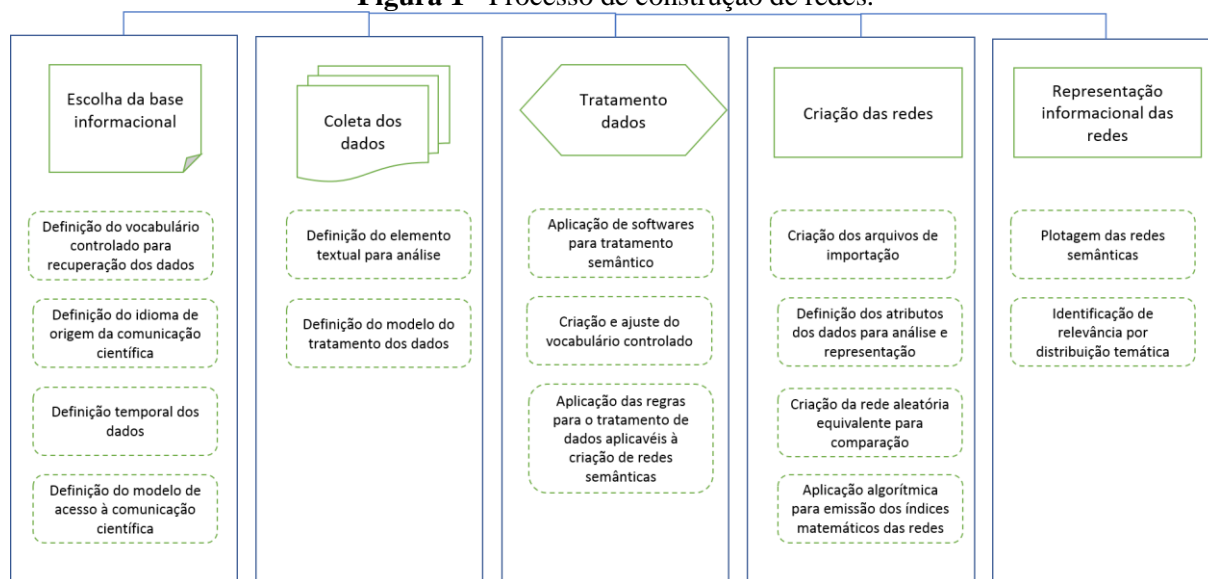 Figura 1 - Processo de construção de redes.
Escolha da base
informacional
Definição do vocabulário
controlado para
recuperação dos dados
Definição do idioma de
origem da comunicação
científica
Definição temporal dos
dados
Definição do modelo de
acesso à comunicação
científica
Coleta dos
dados
Definição do elemento
textual para análise
Definição do modelo do
tratamento dos dados
Tratamento
dados
Aplicação de softwares
para tratamento
semântico
Criação e ajuste do
vocabulário controlado
Aplicação das regras
para o tratamento de
dados aplicavéis à
criação de redes
semânticas
Criação das redes
Criação dos arquivos de
importação
Definição dos atributos
dos dados para análise e
representação
Criação da rede aleatória
equivalente para
comparação
Aplicação algorítmica
para emissão dos índices
matemáticos das redes
Representação
informacional das
redes
Plotagem das redes
semânticas
Identificação de
relevância por
distribuição temática